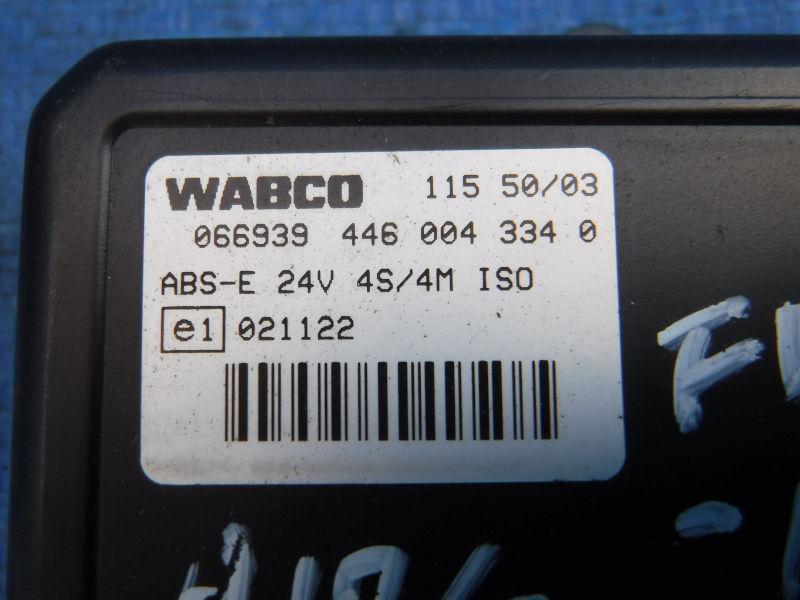 WABCO 115 50/03
066939 446 004 334 0
ABS-E 24V 4S/4M ISO
e1 021122